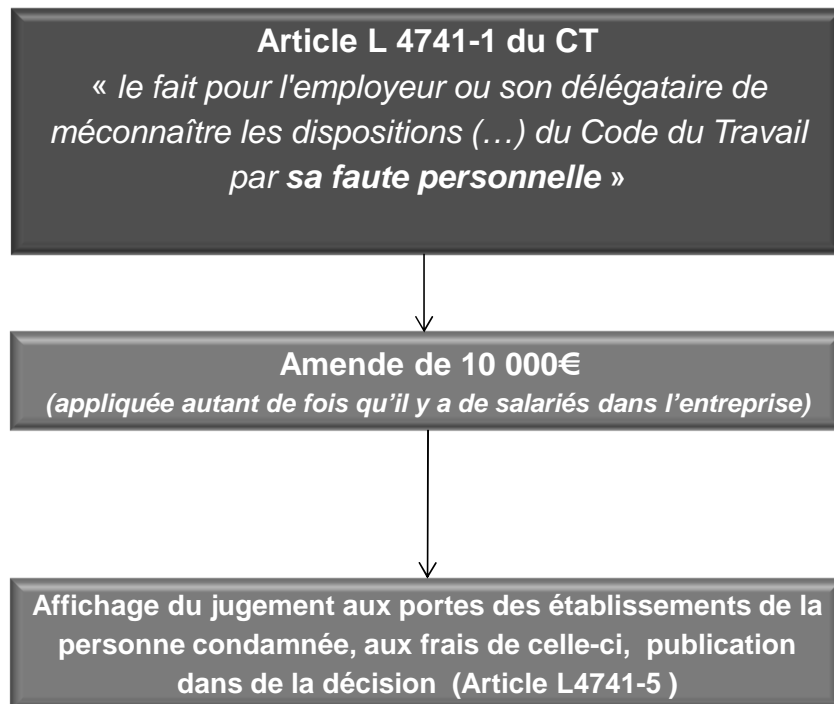 Article L 4741-1 du CT
« le fait pour l'employeur ou son délégataire de
méconnaître les dispositions (…) du Code du Travail
par sa faute personnelle »
Amende de 10 000€
(appliquée autant de fois qu’il y a de salariés dans l’entreprise)
Affichage du jugement aux portes des établissements de la
personne condamnée, aux frais de celle-ci, publication
dans de la décision (Article L4741-5 )